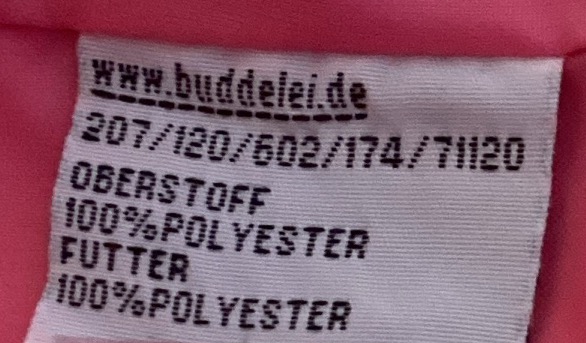 www.buddelei.de
207/120/602/174/71120
OBERSTOFF
100%POLYESTER
FUTTER
100%POLYESTER